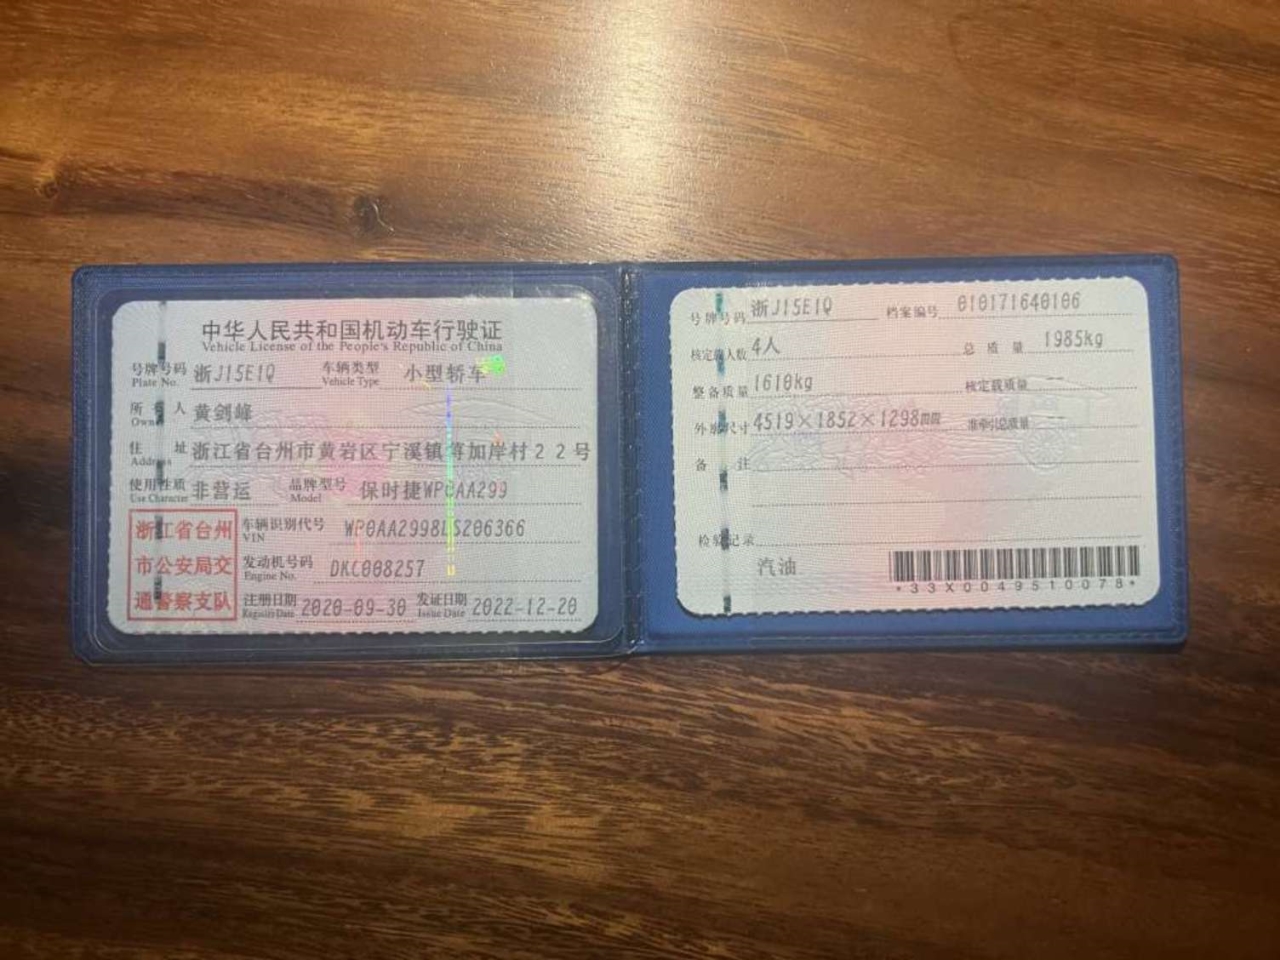 中华人民共和国机动车行驶证
Vehicle License of the People's Republic of China
号牌号码 浙J15E1Q 车辆类型 小型轿车
Plate No. Vehicle Type
所有人 黄剑峰
Owner
住址 浙江省台州市黄岩区宁溪镇 加岸村22号
Address
使用性质 非营运 品牌型号 保时捷WP0AA299
Use Character Model
浙江省台州
市公安局交
通警察支队
车辆识别代号 WP0AA2998LS206366
VIN
发动机号码 DKC008257
Engine No.
注册日期 2020-09-30 发证日期 2022-12-20
Register Date Issue Date
号牌号码 浙J15E1Q 档案编号 010171640106
核定载人数 4人 总质量 1985kg
整备质量 1610kg 核定载质量 --
外廓尺寸 4519×1852×1298mm 准牵引总质量 --
备注
检验记录
汽油
*33X0049510078*